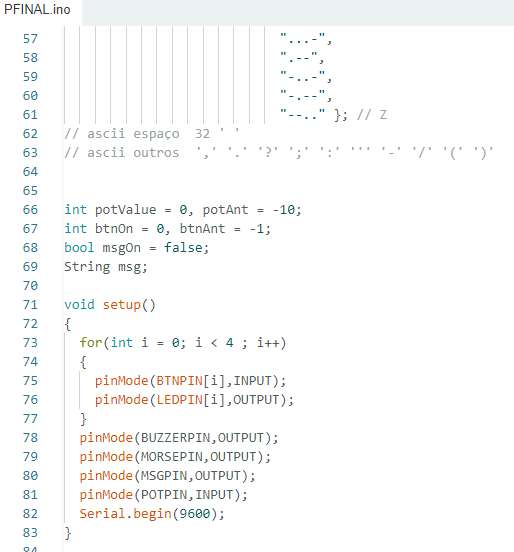 PFINAL.ino
57 "...-",
58 ".--",
59 "-..-",
60 "-.--",
61 "--.." }; // Z
62 // ascii espaço  32 ' '
63 // ascii outros  ',' '.' '?' ';' ':' ''' '-' '/' '(' ')'
64
65
66 int potValue = 0, potAnt = -10;
67 int btnOn = 0, btnAnt = -1;
68 bool msgOn = false;
69 String msg;
70
71 void setup()
72 {
73   for(int i = 0; i < 4 ; i++)
74   {
75     pinMode(BTNPIN[i],INPUT);
76     pinMode(LEDPIN[i],OUTPUT);
77   }
78   pinMode(BUZZERPIN,OUTPUT);
79   pinMode(MORSEPIN,OUTPUT);
80   pinMode(MSGPIN,OUTPUT);
81   pinMode(POTPIN,INPUT);
82   Serial.begin(9600);
83 }
84